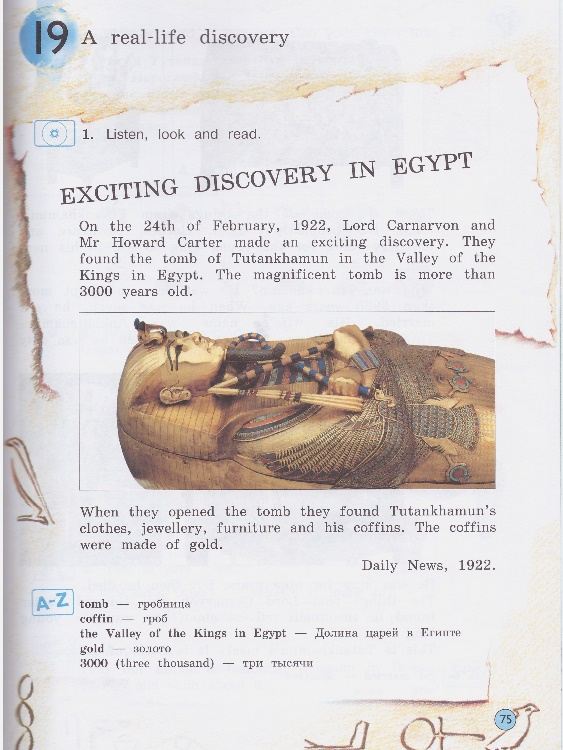 19 A real-life discovery
1. Listen, look and read.
EXCITING DISCOVERY IN EGYPT
On the 24th of February, 1922, Lord Carnarvon and
Mr Howard Carter made an exciting discovery. They
found the tomb of Tutankhamun in the Valley of the
Kings in Egypt. The magnificent tomb is more than
3000 years old.
When they opened the tomb they found Tutankhamun's
clothes, jewellery, furniture and his coffins. The coffins
were made of gold.
Daily News, 1922.
A-Z
tomb — гробница
coffin — гроб
the Valley of the Kings in Egypt — Долина царей в Египте
gold — золото
3000 (three thousand) — три тысячи
75